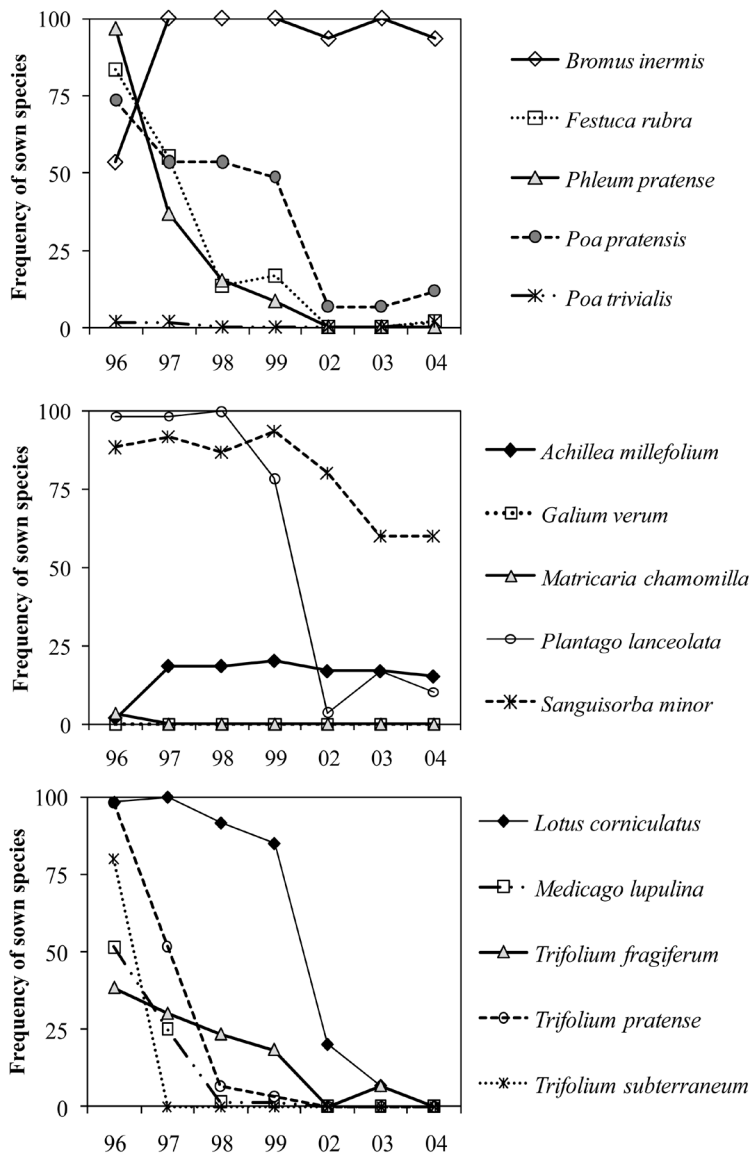 Frequency of sown species
100
75
50
25
0
96 97 98 99 02 03 04
Bromus inermis
Festuca rubra
Phleum pratense
Poa pratensis
Poa trivialis
Frequency of sown species
100
75
50
25
0
96 97 98 99 02 03 04
Achillea millefolium
Galium verum
Matricaria chamomilla
Plantago lanceolata
Sanguisorba minor
Frequency of sown species
100
75
50
25
0
96 97 98 99 02 03 04
Lotus corniculatus
Medicago lupulina
Trifolium fragiferum
Trifolium pratense
Trifolium subterraneum